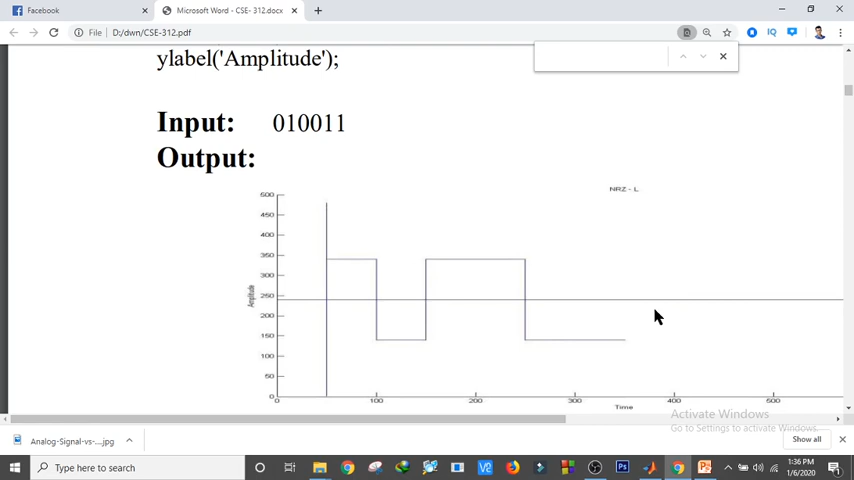 Facebook
Microsoft Word - CSE- 312.docx
File
D:/dwn/CSE-312.pdf
IQ
ylabel('Amplitude');
Input: 010011
Output:
NRZ - L
500
450
400
350
300
250
200
150
100
50
0
Amplitude
100 200 300 400 500
Time
Activate Windows
Go to Settings to activate Windows.
Analog-Signal-vs-....jpg
Show all
Type here to search
1:36 PM
1/6/2020